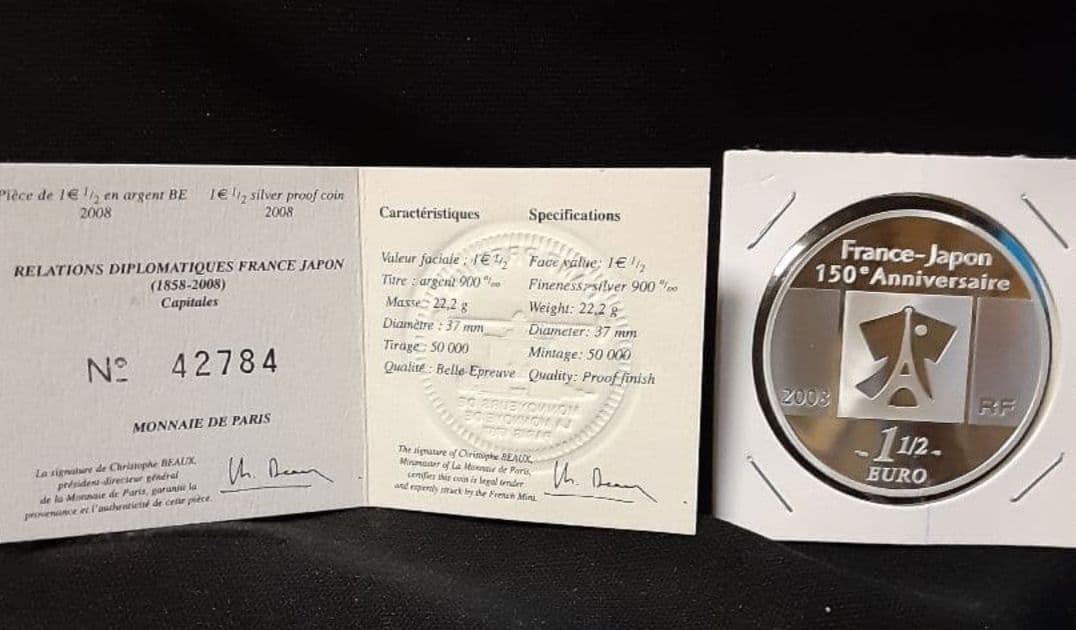 Pièce de 1€ 1/2 en argent BE
2008
1€ 1/2 silver proof coin
2008
RELATIONS DIPLOMATIQUES FRANCE JAPON
(1858-2008)
Capitales
Nº 42784
MONNAIE DE PARIS
La signature de Christophe BEAUX,
président-directeur général
de la Monnaie de Paris, garantit la
provenance et l'authenticité de cette pièce.
Caractéristiques
Valeur faciale : 1€ 1/2
Titre : argent 900 ‰
Masse : 22,2 g
Diamètre : 37 mm
Tirage : 50 000
Qualité : Belle Epreuve
Specifications
Face value: 1€ 1/2
Fineness: silver 900 ‰
Weight: 22,2 g
Diameter: 37 mm
Mintage: 50 000
Quality: Proof finish
The signature of Christophe BEAUX,
Mintmaster of La Monnaie de Paris,
certifies this coin is legal tender
and expertly struck by the French Mint.
France-Japon
150e Anniversaire
2008
RF
1 1/2
EURO